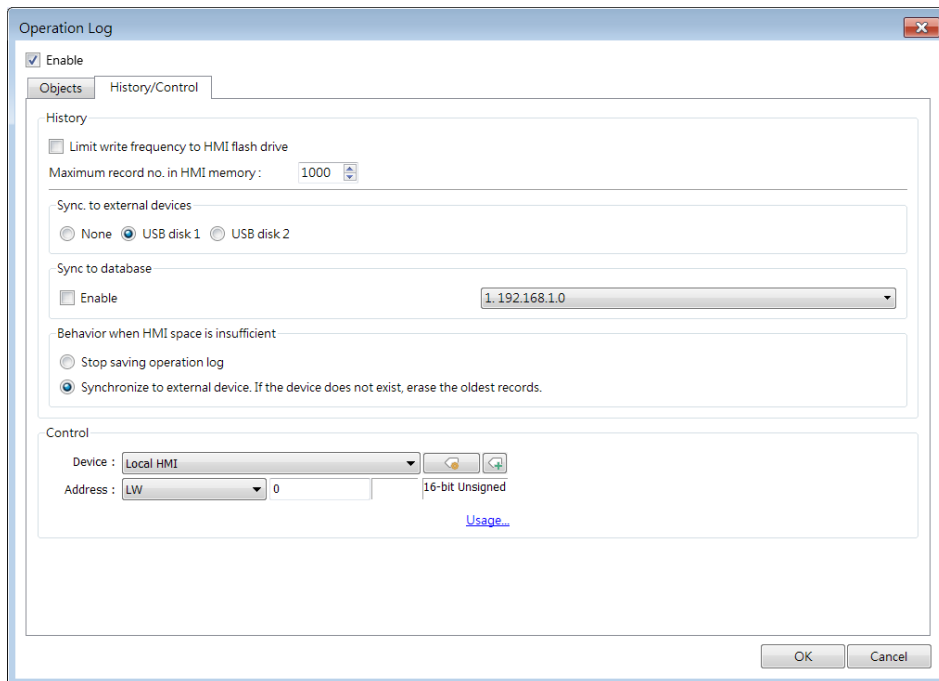 Operation Log
Enable
Objects History/Control
History
Limit write frequency to HMI flash drive
Maximum record no. in HMI memory : 1000
Sync. to external devices
None USB disk 1 USB disk 2
Sync to database
Enable 1. 192.168.1.0
Behavior when HMI space is insufficient
Stop saving operation log
Synchronize to external device. If the device does not exist, erase the oldest records.
Control
Device : Local HMI
Address : LW 0 16-bit Unsigned
Usage...
OK Cancel